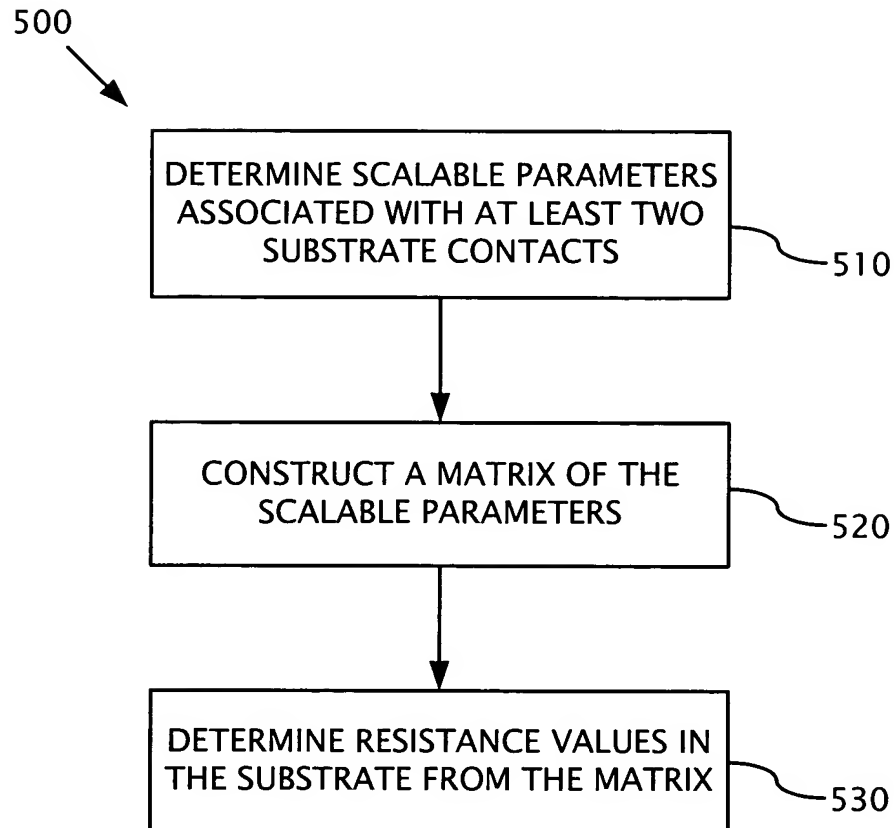 500
DETERMINE SCALABLE PARAMETERS
ASSOCIATED WITH AT LEAST TWO
SUBSTRATE CONTACTS
510
CONSTRUCT A MATRIX OF THE
SCALABLE PARAMETERS
520
DETERMINE RESISTANCE VALUES IN
THE SUBSTRATE FROM THE MATRIX
530